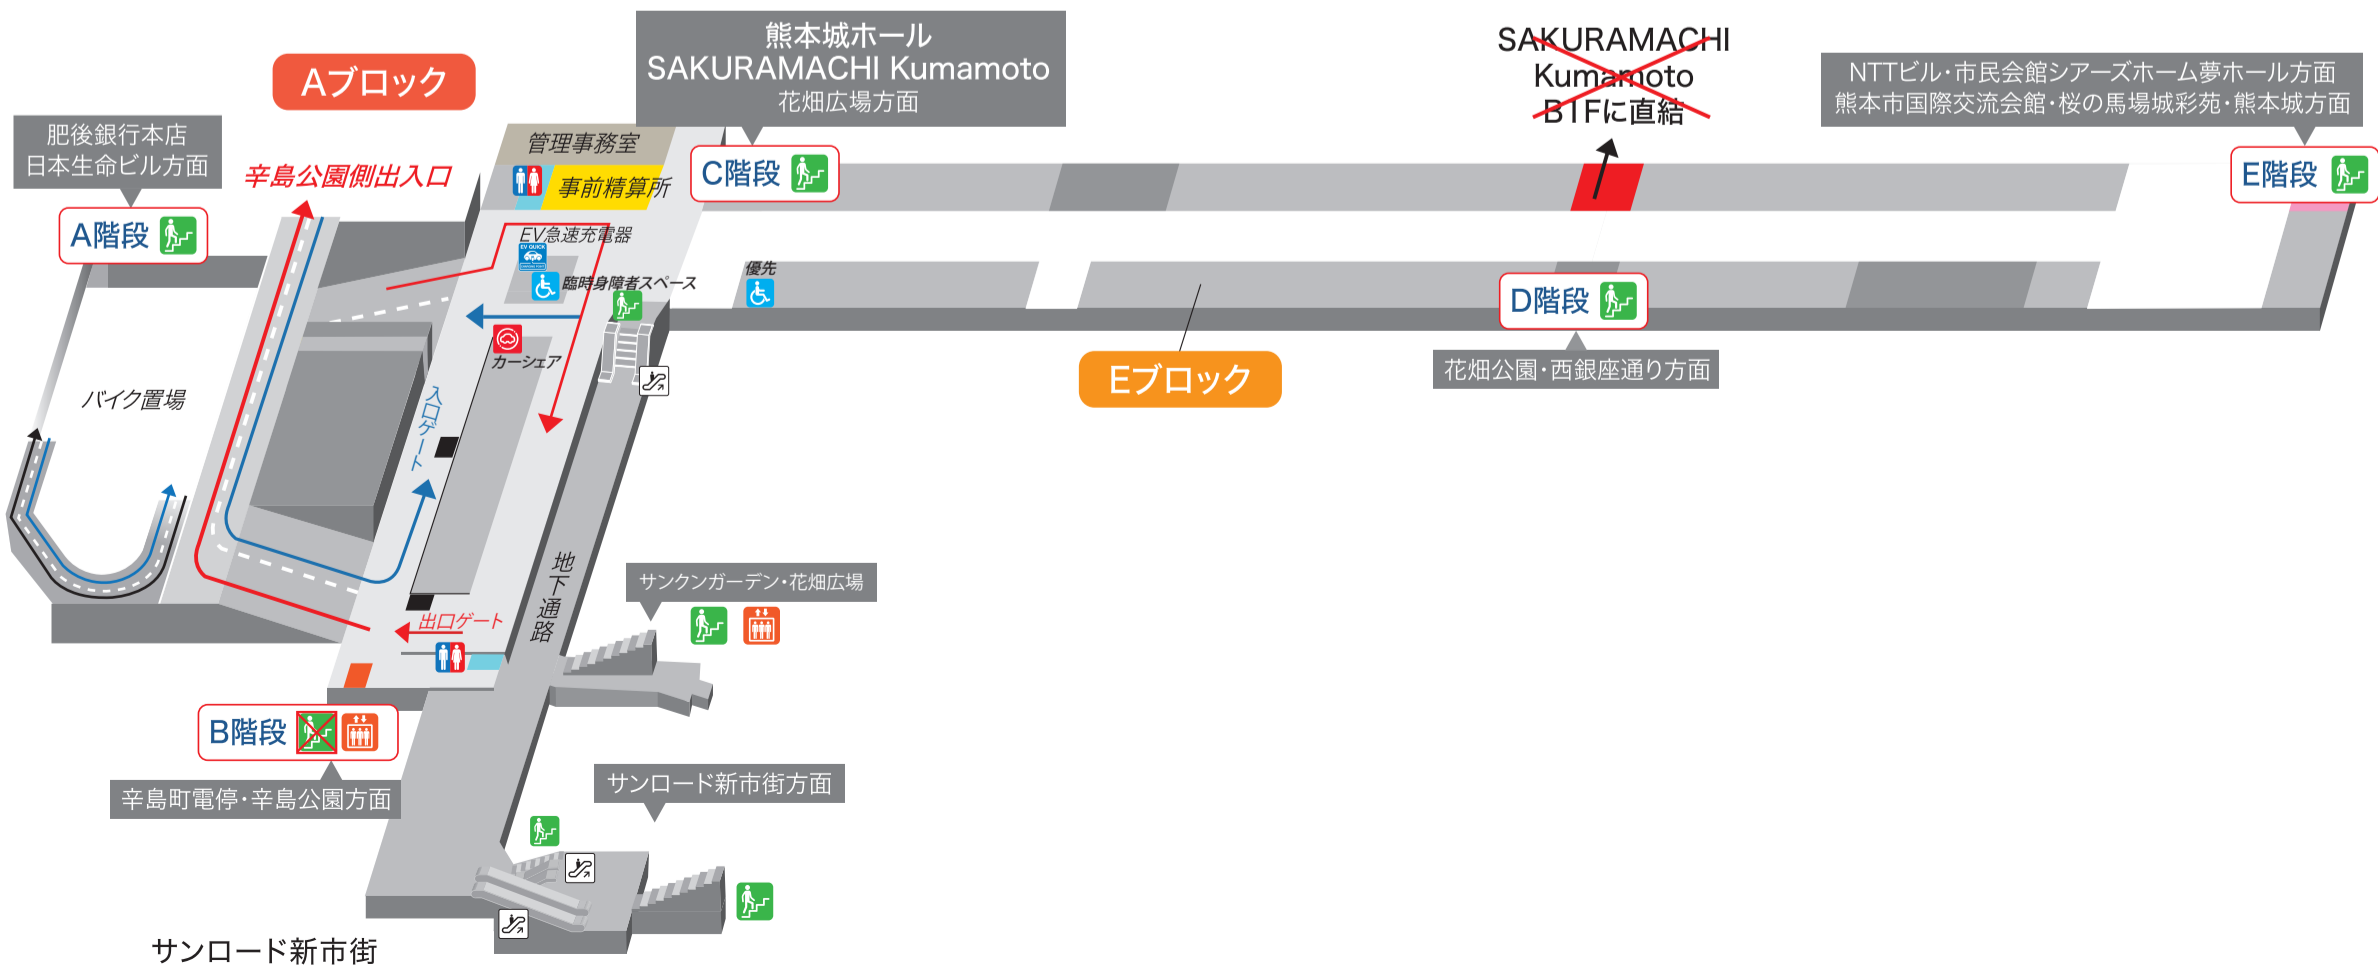 熊本城ホール
SAKURAMACHI Kumamoto
花畑広場方面
SAKURAMACHI
Kumamoto
B1Fに直結
NTTビル・市民会館シアーズホーム夢ホール方面
熊本市国際交流会館・桜の馬場城彩苑・熊本城方面
Aブロック
肥後銀行本店
日本生命ビル方面
辛島公園側出入口
管理事務室
事前精算所
C階段
E階段
A階段
EV急速充電器
EV QUICK
臨時身障者スペース
優先
D階段
花畑公園・西銀座通り方面
Eブロック
カーシェア
バイク置場
入口ゲート
地下通路
サンクンガーデン・花畑広場
出口ゲート
B階段
辛島町電停・辛島公園方面
サンロード新市街方面
サンロード新市街